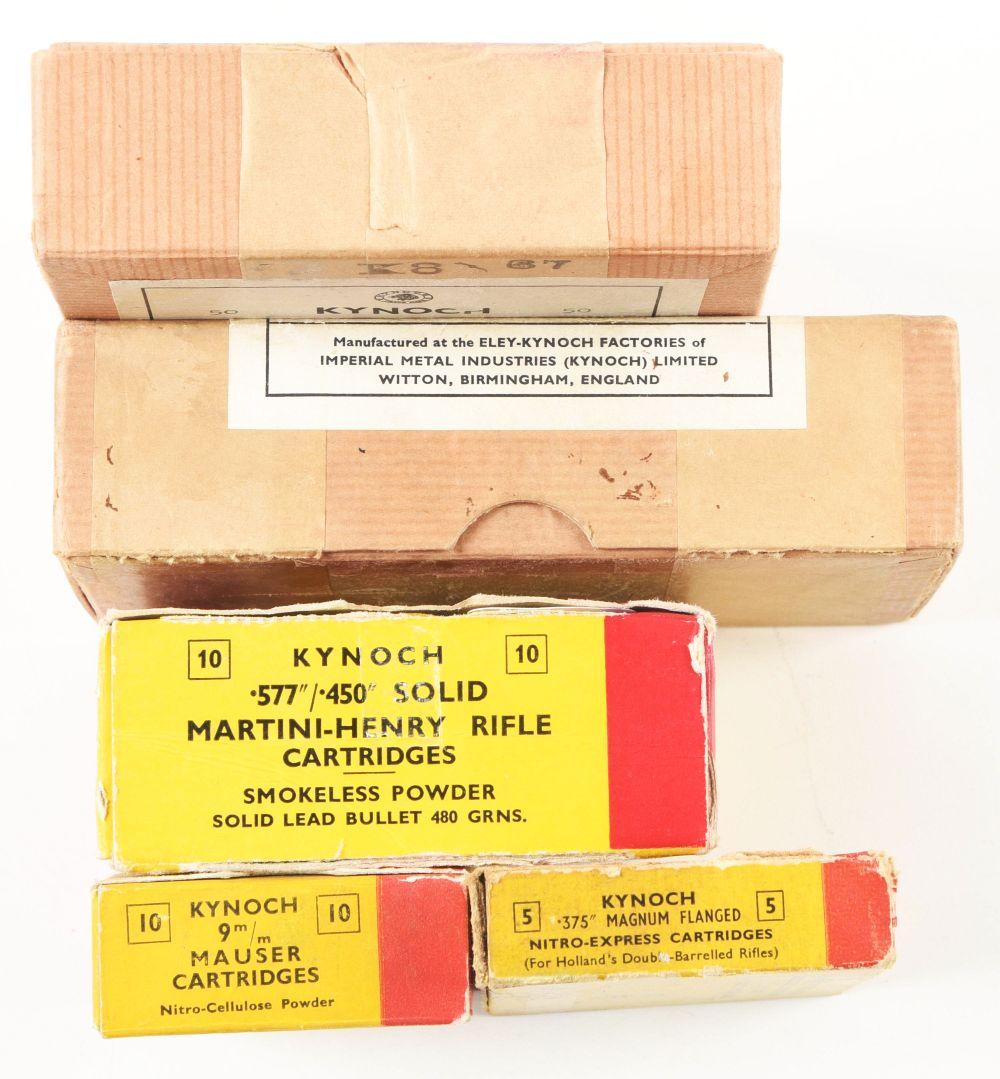 K8 67
50 KYNOCH 50
Manufactured at the ELEY-KYNOCH FACTORIES of
IMPERIAL METAL INDUSTRIES (KYNOCH) LIMITED
WITTON, BIRMINGHAM, ENGLAND
10 KYNOCH 10
·577"/·450" SOLID
MARTINI-HENRY RIFLE
CARTRIDGES
SMOKELESS POWDER
SOLID LEAD BULLET 480 GRNS.
10 KYNOCH 10
9m/m
MAUSER
CARTRIDGES
Nitro-Cellulose Powder
5 KYNOCH 5
·375" MAGNUM FLANGED
NITRO-EXPRESS CARTRIDGES
(For Holland's Double-Barrelled Rifles)